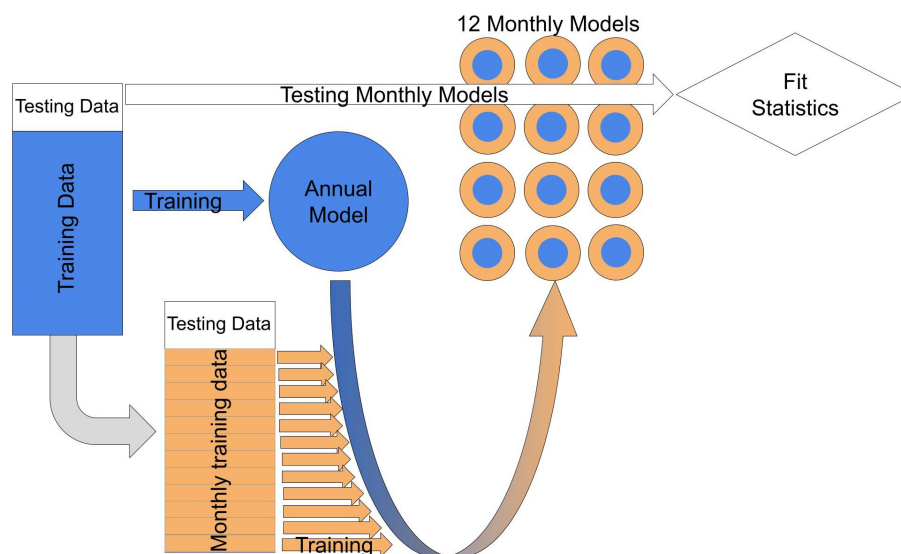 12 Monthly Models
Testing Data
Testing Monthly Models
Fit
Statistics
Training Data
Training
Annual
Model
Testing Data
Monthly training data
Training